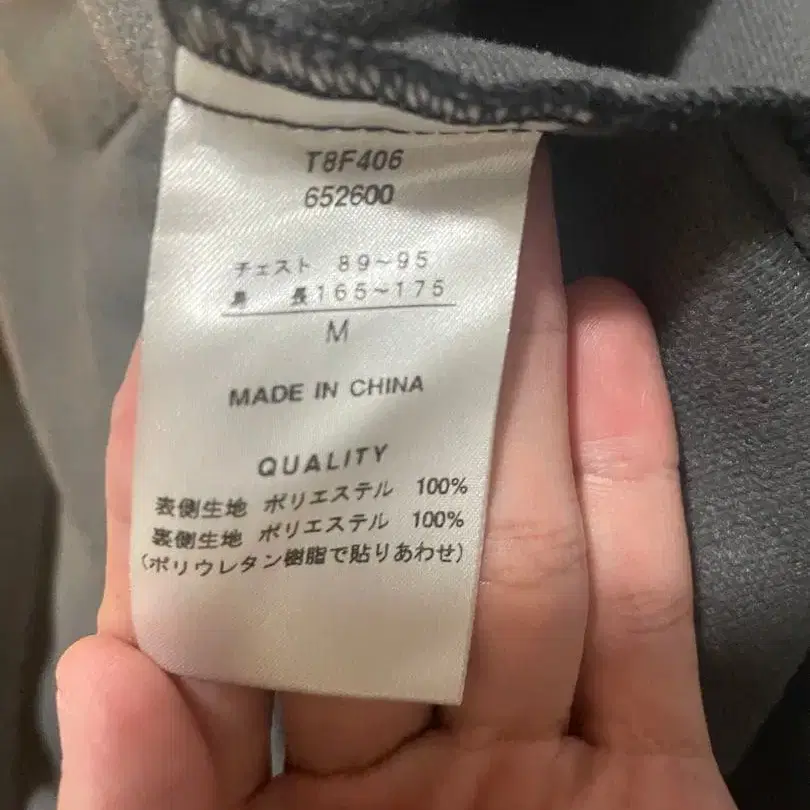 T8F406
652600
チェスト 89~95
身 長165~175
M
MADE IN CHINA
QUALITY
表側生地 ポリエステル 100%
裏側生地 ポリエステル 100%
(ポリウレタン樹脂で貼りあわせ)